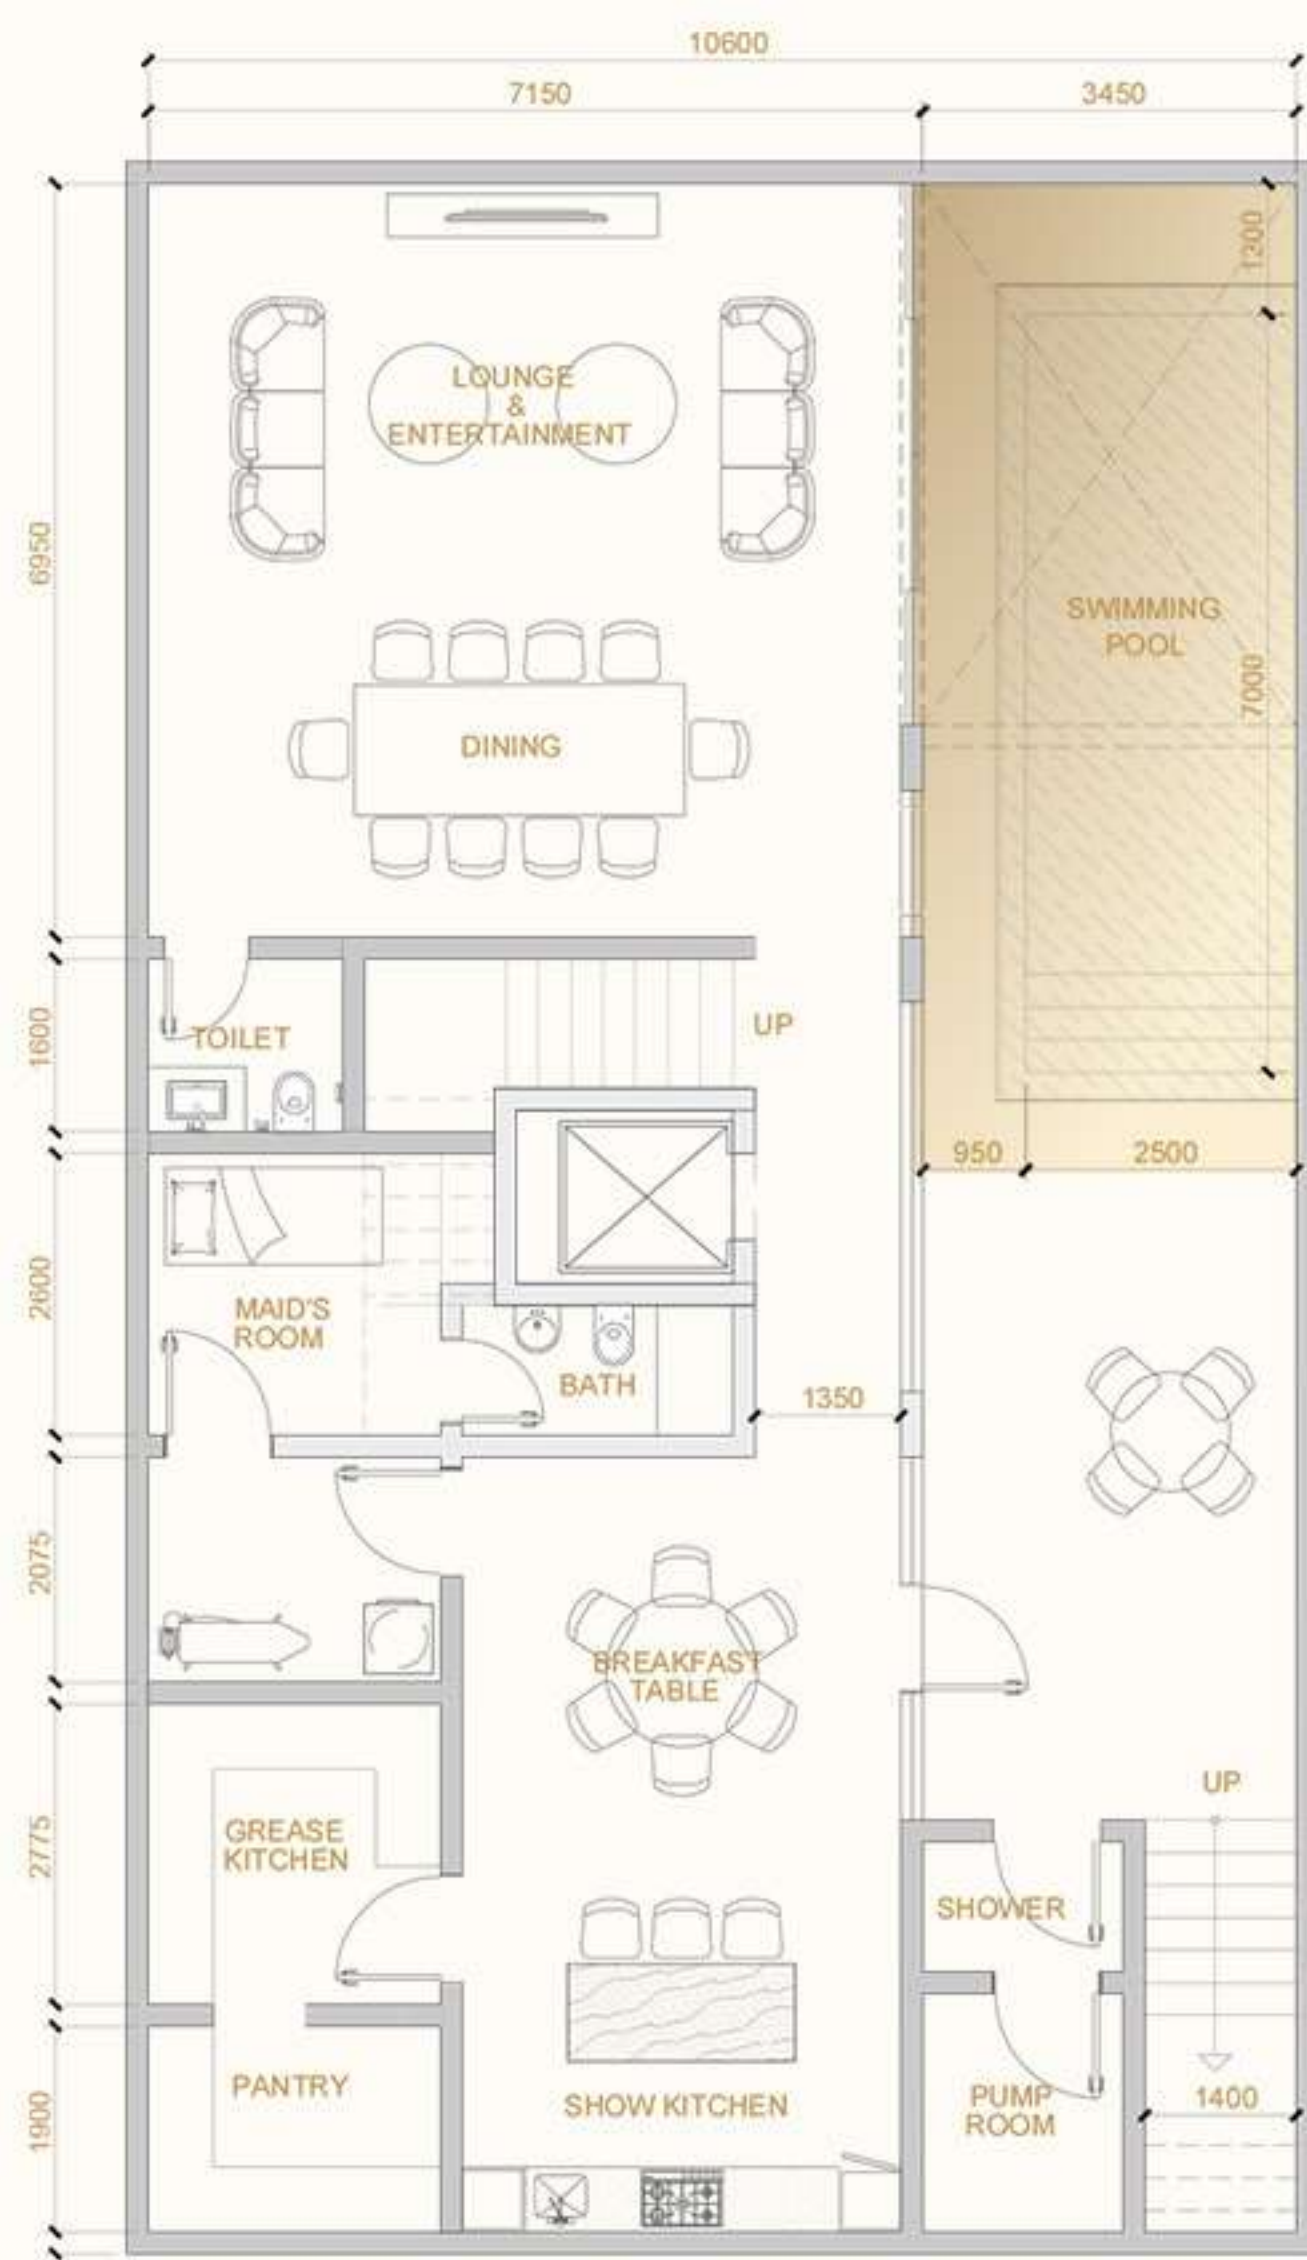 10600
7150
3450
1200
LOUNGE
&
ENTERTAINMENT
6950
SWIMMING
POOL
7000
DINING
1600
TOILET
UP
950
2500
2600
MAID'S
ROOM
BATH
1350
2075
BREAKFAST
TABLE
UP
2775
GREASE
KITCHEN
SHOWER
PANTRY
SHOW KITCHEN
PUMP
ROOM
1400
1900